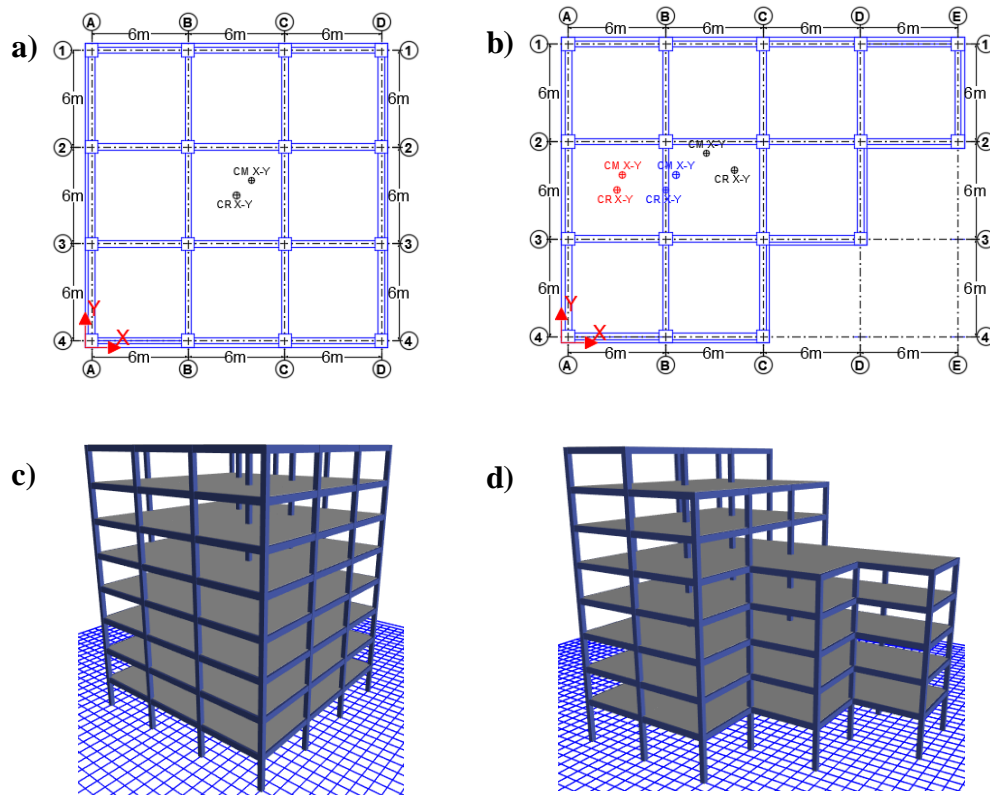 a)
A B C D
6m 6m 6m
1 1
6m 6m
2 2
CM X-Y
6m 6m
CR X-Y
3 3
6m 6m
Y
X
4 4
6m 6m 6m
A B C D
b)
A B C D E
6m 6m 6m 6m
1 1
6m 6m
2 2
CM X-Y
CM X-Y CM X-Y
CR X-Y
6m 6m
CR X-Y CR X-Y
3 3
6m 6m
Y
X
4 4
6m 6m 6m 6m
A B C D E
c)
d)